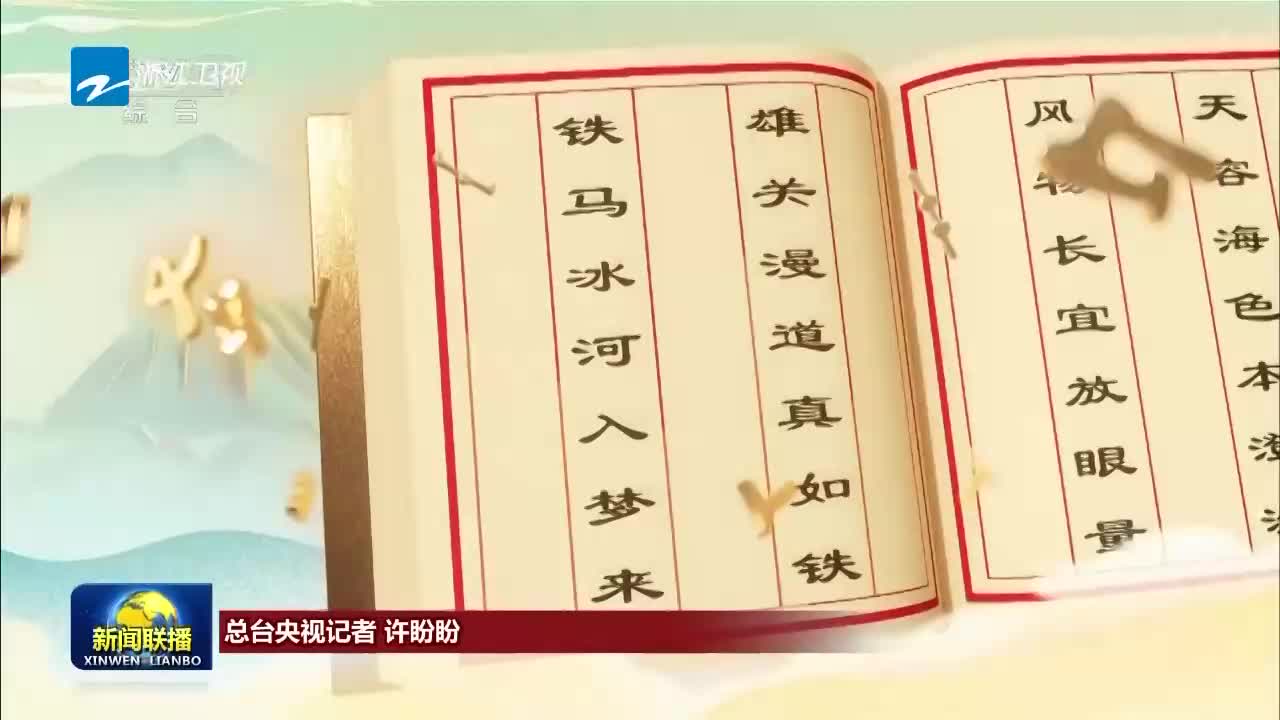 浙江卫视
综合
天容海色本澄清
风物长宜放眼量
雄关漫道真如铁
铁马冰河入梦来
新闻联播
XINWEN LIANBO
总台央视记者 许盼盼